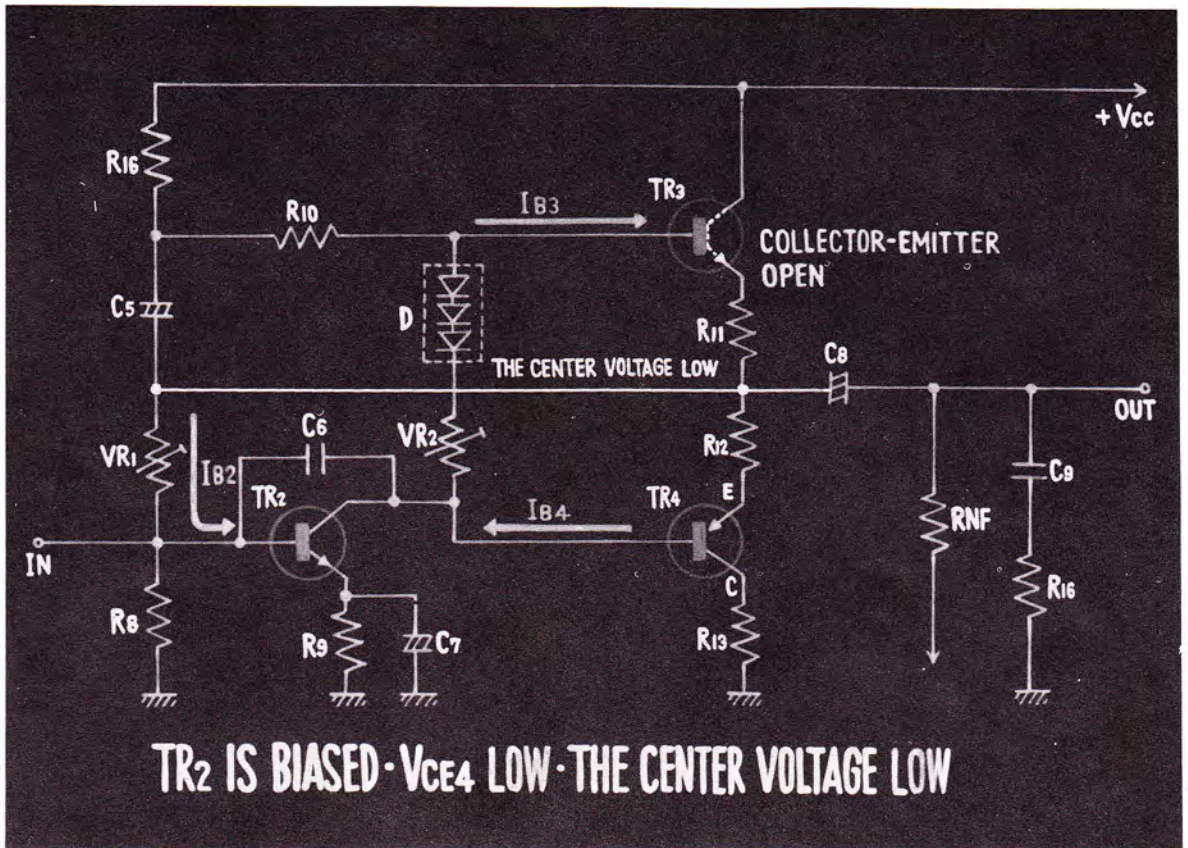 +Vcc
R16
TR3
IB3
R10
COLLECTOR-EMITTER
OPEN
C5
D
R11
THE CENTER VOLTAGE LOW
C8
OUT
VR1
IB2
C6
VR2
R12
TR2
IB4
TR4
E
C9
RNF
IN
C
R8
R9
C7
R13
R16
TR2 IS BIASED·VCE4 LOW·THE CENTER VOLTAGE LOW